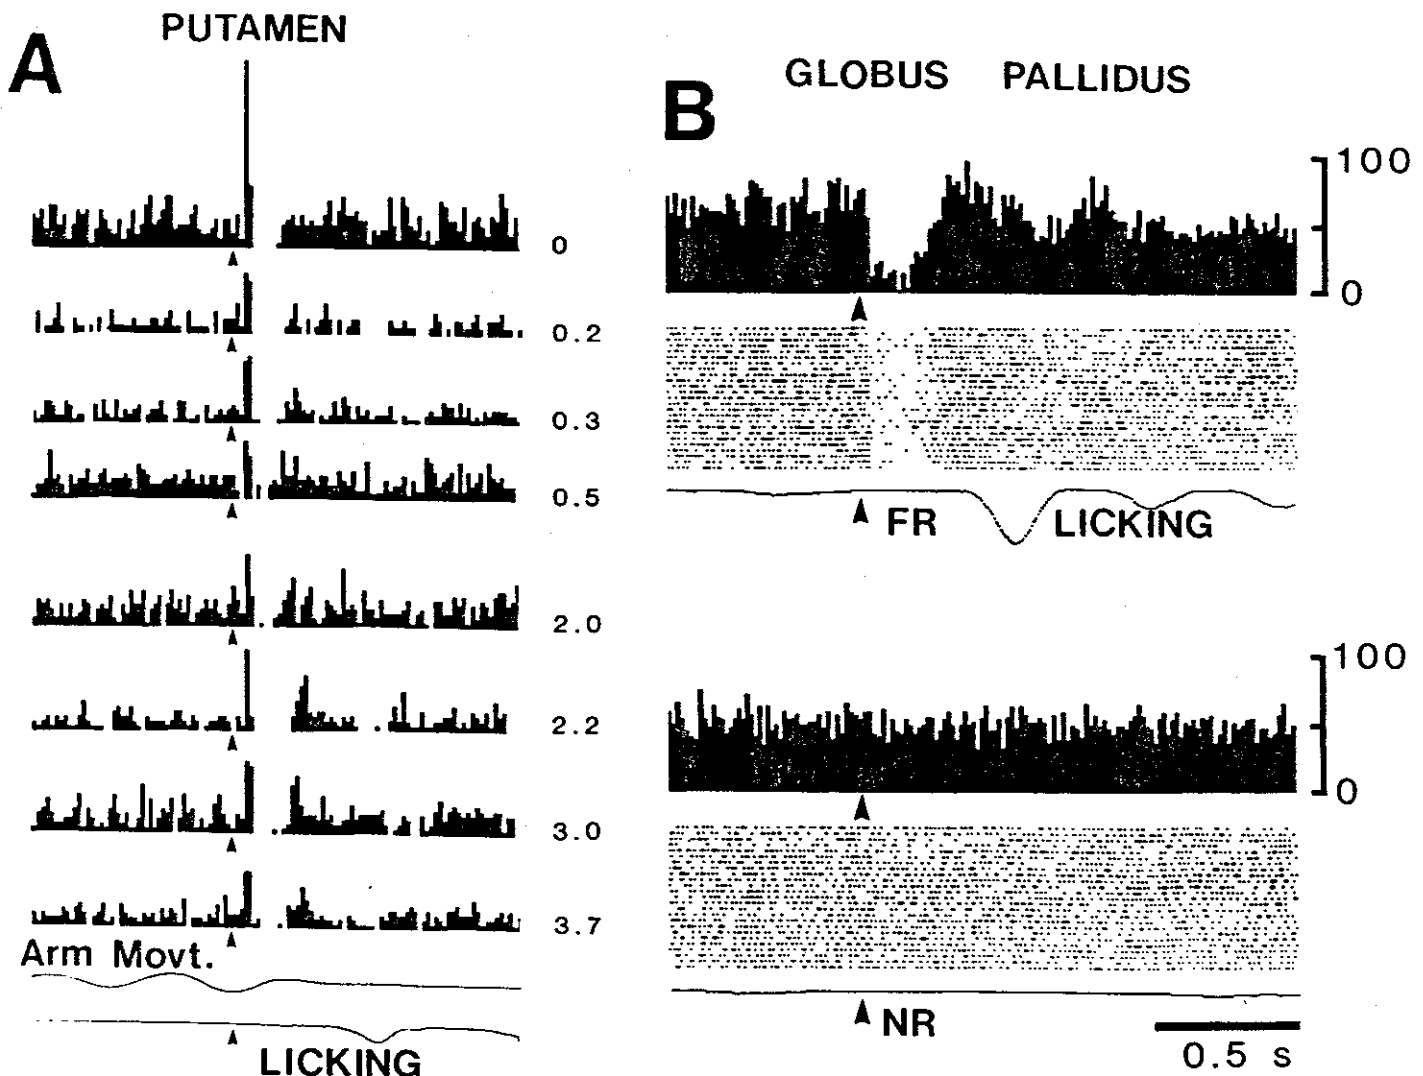 A
PUTAMEN
0
0.2
0.3
0.5
2.0
2.2
3.0
3.7
Arm Movt.
LICKING
B
GLOBUS PALLIDUS
100
0
FR LICKING
100
0
NR
0.5 s